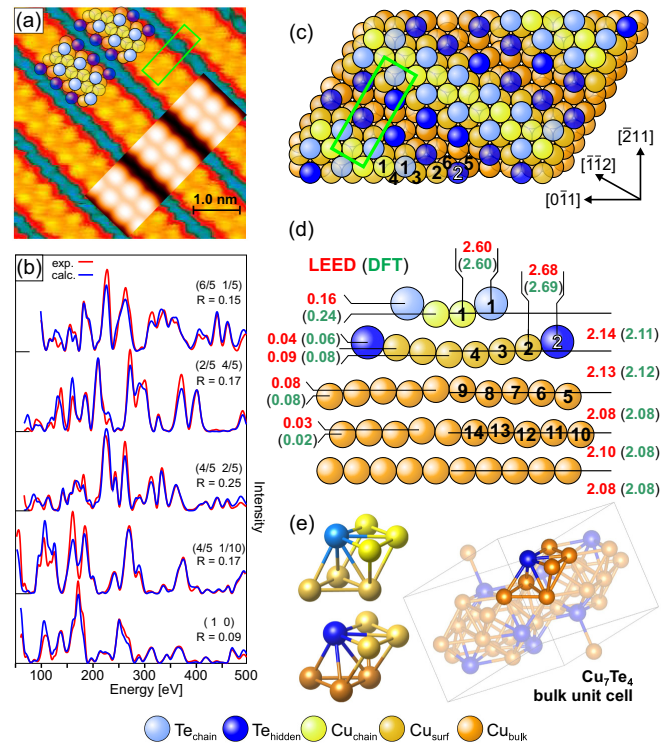 (a)
1.0 nm
(b)
exp.
calc.
(6/5 1/5)
R = 0.15
(2/5 4/5)
R = 0.17
(4/5 2/5)
R = 0.25
(4/5 1/10)
R = 0.17
( 1 0)
R = 0.09
Intensity
100 200 300 400 500
Energy [eV]
(c)
1 1 2 2
4 3 6 5
[2̄11]
[1̄1̄2]
[01̄1]
(d)
LEED (DFT)
2.60
(2.60)
2.68
(2.69)
0.16
(0.24)
1 1
0.04 (0.06)
0.09 (0.08)
4 3 2 2
2.14 (2.11)
2.13 (2.12)
0.08
(0.08)
9 8 7 6 5
2.08 (2.08)
0.03
(0.02)
14 13 12 11 10
2.10 (2.08)
2.08 (2.08)
(e)
Cu7Te4
bulk unit cell
Techain Tehidden Cuchain Cusurf Cubulk